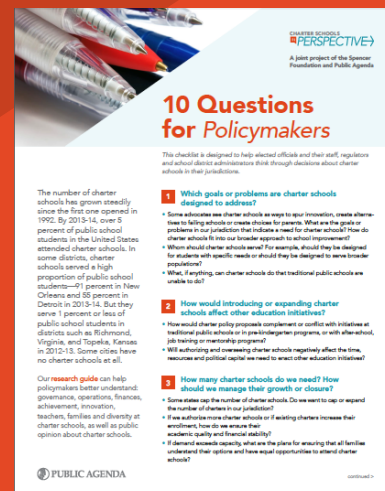 CHARTER SCHOOLS
IN PERSPECTIVE
A joint project of the Spencer
Foundation and Public Agenda
10 Questions
for Policymakers
This checklist is designed to help elected officials and their staff, regulators
and school district administrators think through decisions about charter
schools in their jurisdictions.
The number of charter
schools has grown steadily
since the first one opened in
1992. By 2013-14, over 5
percent of public school
students in the United States
attended charter schools. In
some districts, charter
schools served a high
proportion of public school
students—91 percent in New
Orleans and 55 percent in
Detroit in 2013-14. But they
serve 1 percent or less of
public school students in
districts such as Richmond,
Virginia, and Topeka, Kansas
in 2012-13. Some cities have
no charter schools at all.
Our research guide can help
policymakers better understand:
governance, operations, finances,
achievement, innovation,
teachers, families and diversity at
charter schools, as well as public
opinion about charter schools.
PUBLIC AGENDA
1 Which goals or problems are charter schools
designed to address?
• Some advocates see charter schools as ways to spur innovation, create alterna-
tives to failing schools or create choices for parents. What are the goals or
problems in our jurisdiction that indicate a need for charter schools? How do
charter schools fit into our broader approach to school improvement?
• Whom should charter schools serve? For example, should they be designed
for students with specific needs or should they be designed to serve broader
populations?
• What, if anything, can charter schools do that traditional public schools are
unable to do?
2 How would introducing or expanding charter
schools affect other education initiatives?
• How would charter policy proposals complement or conflict with initiatives at
traditional public schools or in pre-kindergarten programs, or with after-school,
job training or mentorship programs?
• Will authorizing and overseeing charter schools negatively affect the time,
resources and political capital we need to enact other education initiatives?
3 How many charter schools do we need? How
should we manage their growth or closure?
• Some states cap the number of charter schools. Do we want to cap or expand
the number of charters in our jurisdiction?
• If we authorize more charter schools or if existing charters increase their
enrollment, how do we ensure their
academic quality and financial stability?
• If demand exceeds capacity, what are the plans for ensuring that all families
understand their options and have equal opportunities to attend charter
schools?
continued >